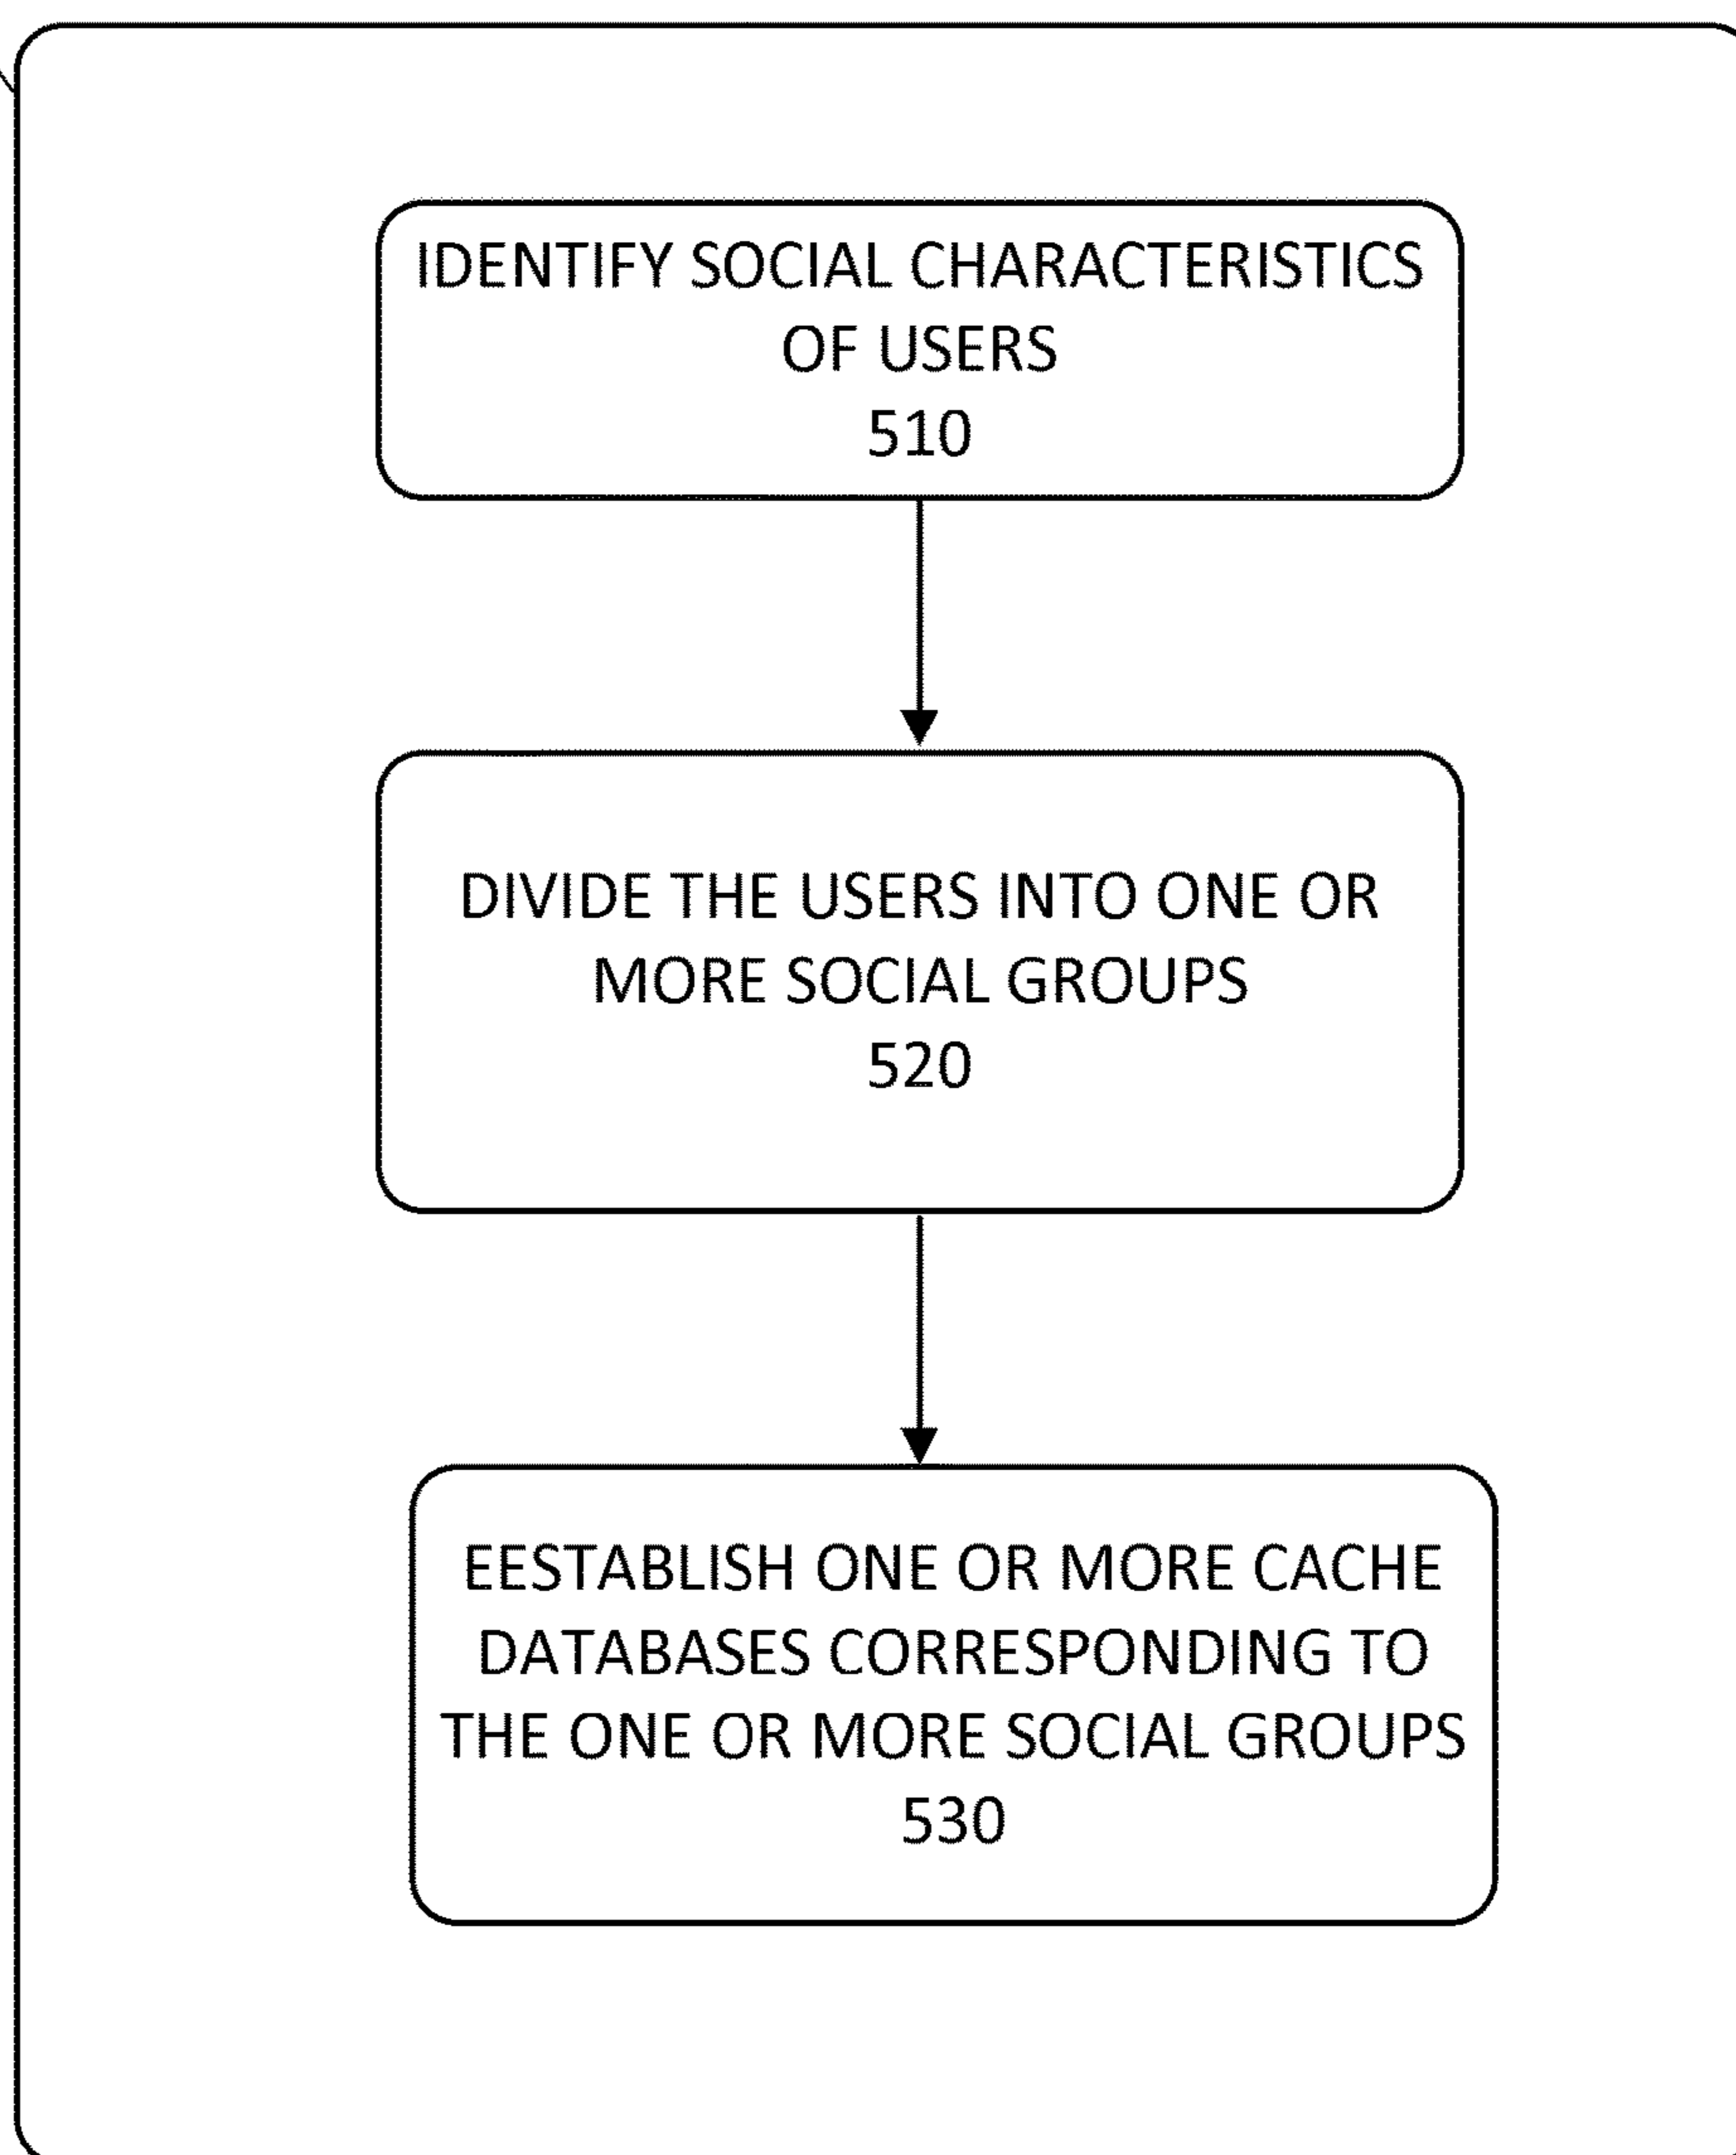 IDENTIFY SOCIAL CHARACTERISTICS
OF USERS
510
DIVIDE THE USERS INTO ONE OR
MORE SOCIAL GROUPS
520
EESTABLISH ONE OR MORE CACHE
DATABASES CORRESPONDING TO
THE ONE OR MORE SOCIAL GROUPS
530